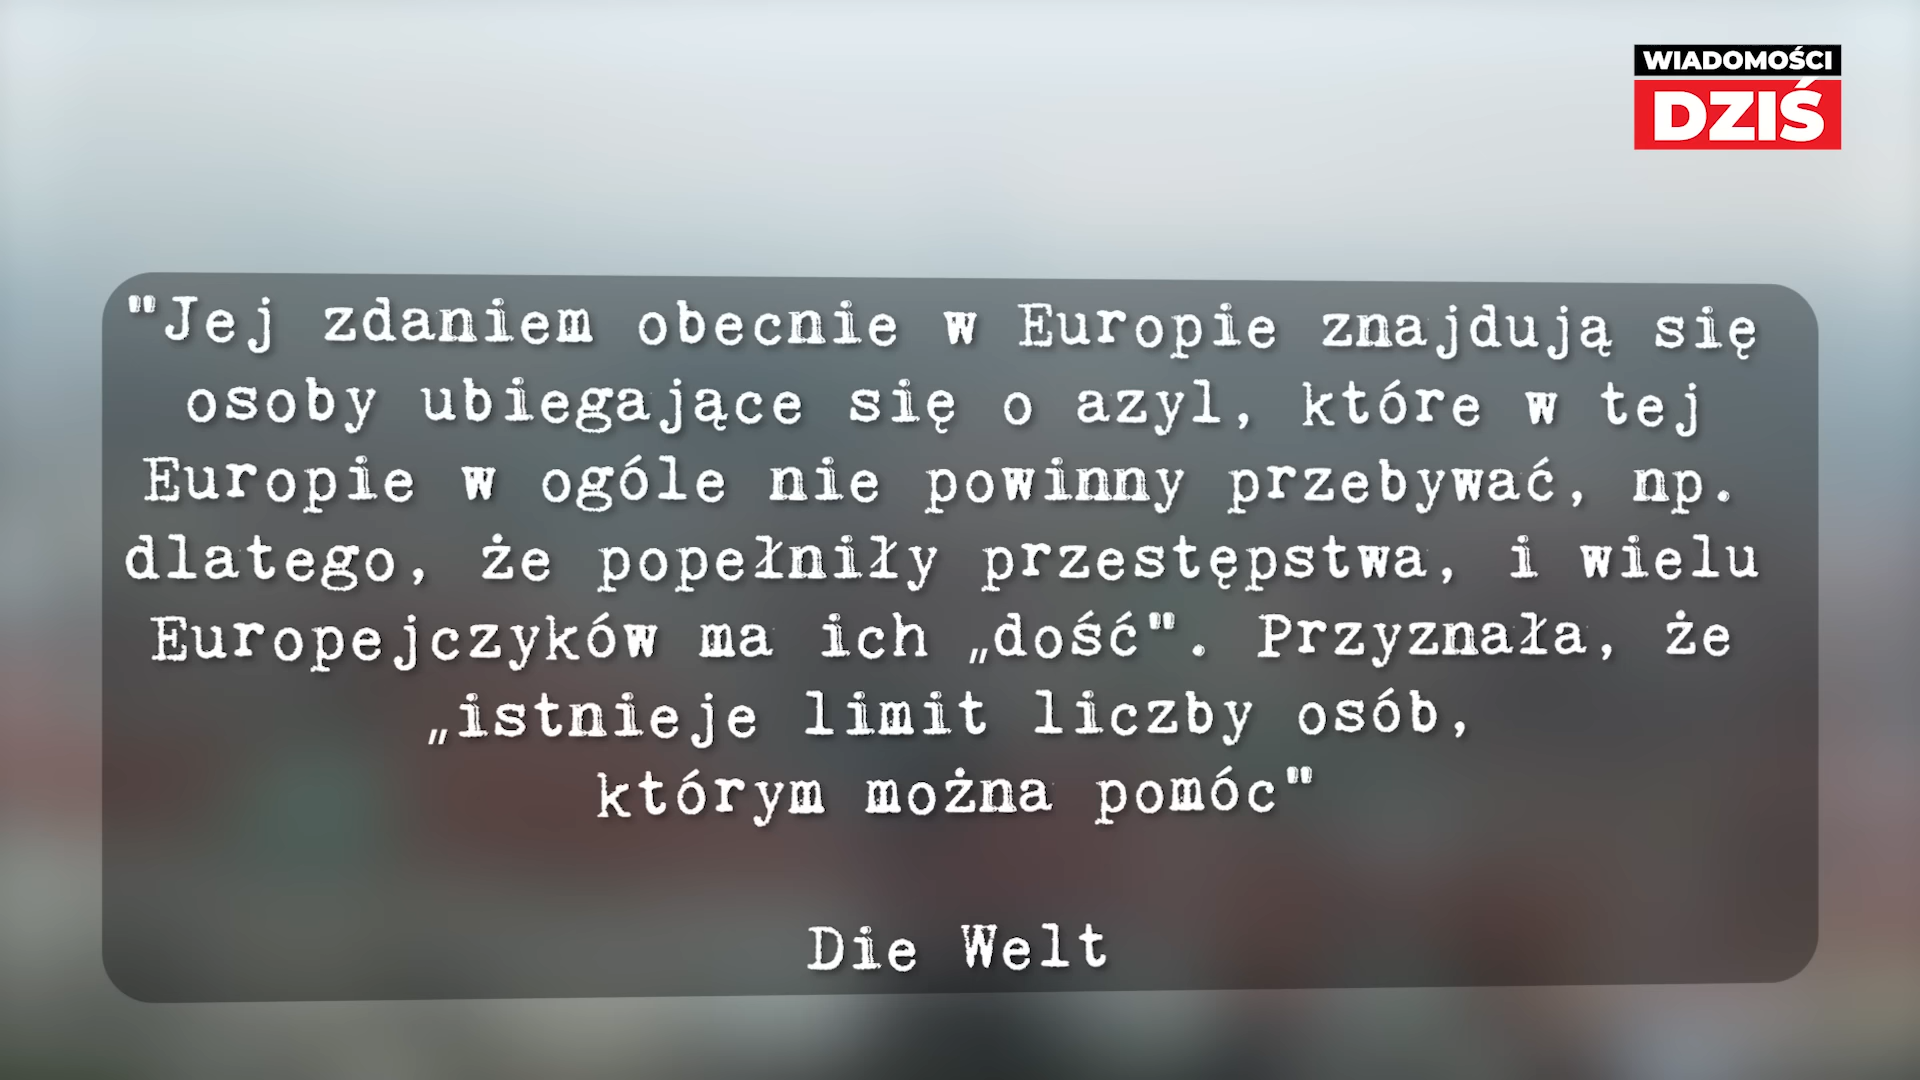 WIADOMOŚCI
DZIŚ
"Jej zdaniem obecnie w Europie znajdują się
osoby ubiegające się o azyl, które w tej
Europie w ogóle nie powinny przebywać, np.
dlatego, że popełniły przestępstwa, i wielu
Europejczyków ma ich „dość". Przyznała, że
„istnieje limit liczby osób,
którym można pomóc"
Die Welt